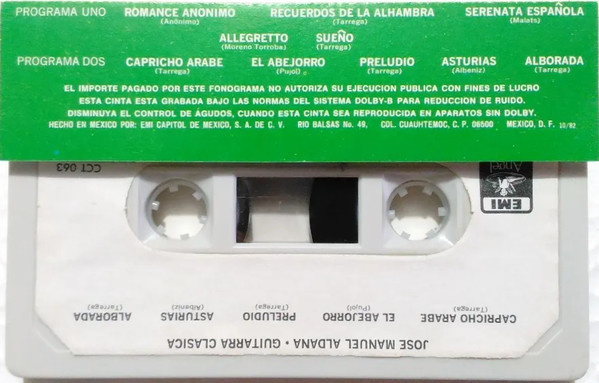 PROGRAMA UNO ROMANCE ANONIMO RECUERDOS DE LA ALHAMBRA SERENATA ESPAÑOLA
(Anónimo) (Tarrega) (Malats)
ALLEGRETTO SUEÑO
(Moreno Torroba) (Tarrega)
PROGRAMA DOS CAPRICHO ARABE EL ABEJORRO PRELUDIO ASTURIAS ALBORADA
(Tarrega) (Pujol) (Tarrega) (Albeniz) (Tarrega)
EL IMPORTE PAGADO POR ESTE FONOGRAMA NO AUTORIZA SU EJECUCION PUBLICA CON FINES DE LUCRO
ESTA CINTA ESTA GRABADA BAJO LAS NORMAS DEL SISTEMA DOLBY-B PARA REDUCCION DE RUIDO.
DISMINUYA EL CONTROL DE AGUDOS, CUANDO ESTA CINTA SEA REPRODUCIDA EN APARATOS SIN DOLBY.
HECHO EN MEXICO POR: EMI CAPITOL DE MEXICO, S. A. DE C. V. RIO BALSAS No. 49, COL. CUAUHTEMOC, C. P. 06500 MEXICO, D. F. 10/82
JOSE MANUEL ALDANA • GUITARRA CLASICA
CAPRICHO ARABE EL ABEJORRO PRELUDIO ASTURIAS ALBORADA
(Tarrega) (Pujol) (Tarrega) (Albeniz) (Tarrega)
EMI
Angel
CCT 063